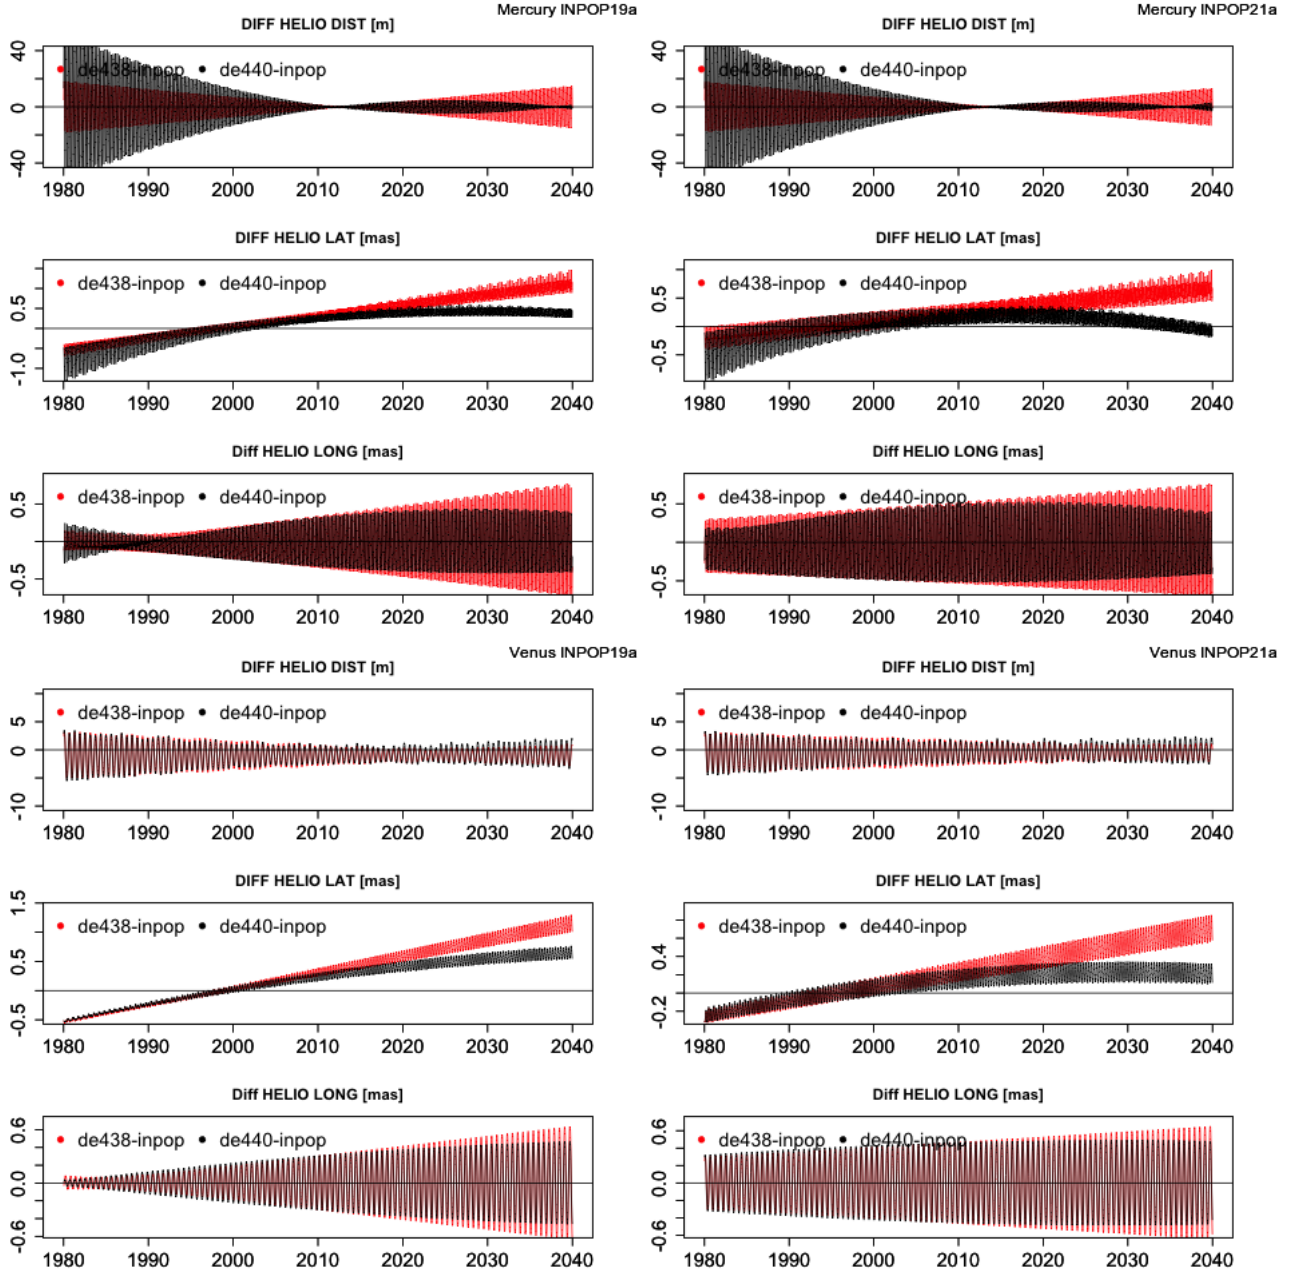 Mercury INPOP19a
DIFF HELIO DIST [m]
de438-inpop de440-inpop
40
0
-40
1980 1990 2000 2010 2020 2030 2040
Mercury INPOP21a
DIFF HELIO DIST [m]
de438-inpop de440-inpop
40
0
-40
1980 1990 2000 2010 2020 2030 2040
DIFF HELIO LAT [mas]
de438-inpop de440-inpop
0.5
-1.0
1980 1990 2000 2010 2020 2030 2040
DIFF HELIO LAT [mas]
de438-inpop de440-inpop
0.5
-0.5
1980 1990 2000 2010 2020 2030 2040
Diff HELIO LONG [mas]
de438-inpop de440-inpop
0.5
-0.5
1980 1990 2000 2010 2020 2030 2040
Diff HELIO LONG [mas]
de438-inpop de440-inpop
0.5
-0.5
1980 1990 2000 2010 2020 2030 2040
Venus INPOP19a
DIFF HELIO DIST [m]
de438-inpop de440-inpop
5
0
-10
1980 1990 2000 2010 2020 2030 2040
Venus INPOP21a
DIFF HELIO DIST [m]
de438-inpop de440-inpop
5
0
-10
1980 1990 2000 2010 2020 2030 2040
DIFF HELIO LAT [mas]
de438-inpop de440-inpop
1.5
0.5
-0.5
1980 1990 2000 2010 2020 2030 2040
DIFF HELIO LAT [mas]
de438-inpop de440-inpop
0.4
-0.2
1980 1990 2000 2010 2020 2030 2040
Diff HELIO LONG [mas]
de438-inpop de440-inpop
0.6
0.0
-0.6
1980 1990 2000 2010 2020 2030 2040
Diff HELIO LONG [mas]
de438-inpop de440-inpop
0.6
0.0
-0.6
1980 1990 2000 2010 2020 2030 2040